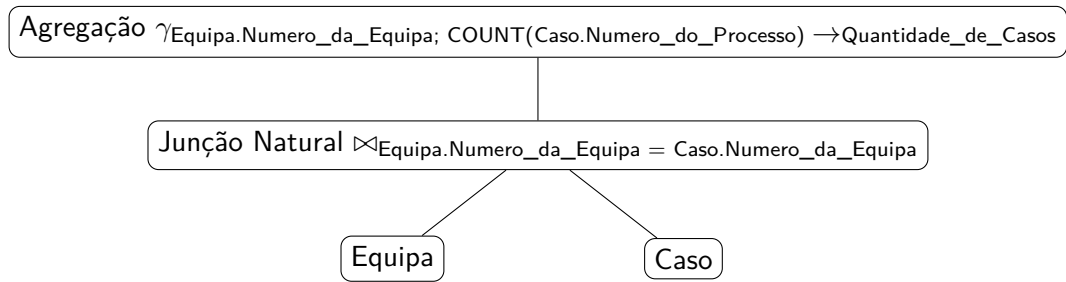 Agregação γEquipa.Numero_da_Equipa; COUNT(Caso.Numero_do_Processo) →Quantidade_de_Casos
Junção Natural ⋈Equipa.Numero_da_Equipa = Caso.Numero_da_Equipa
Equipa
Caso